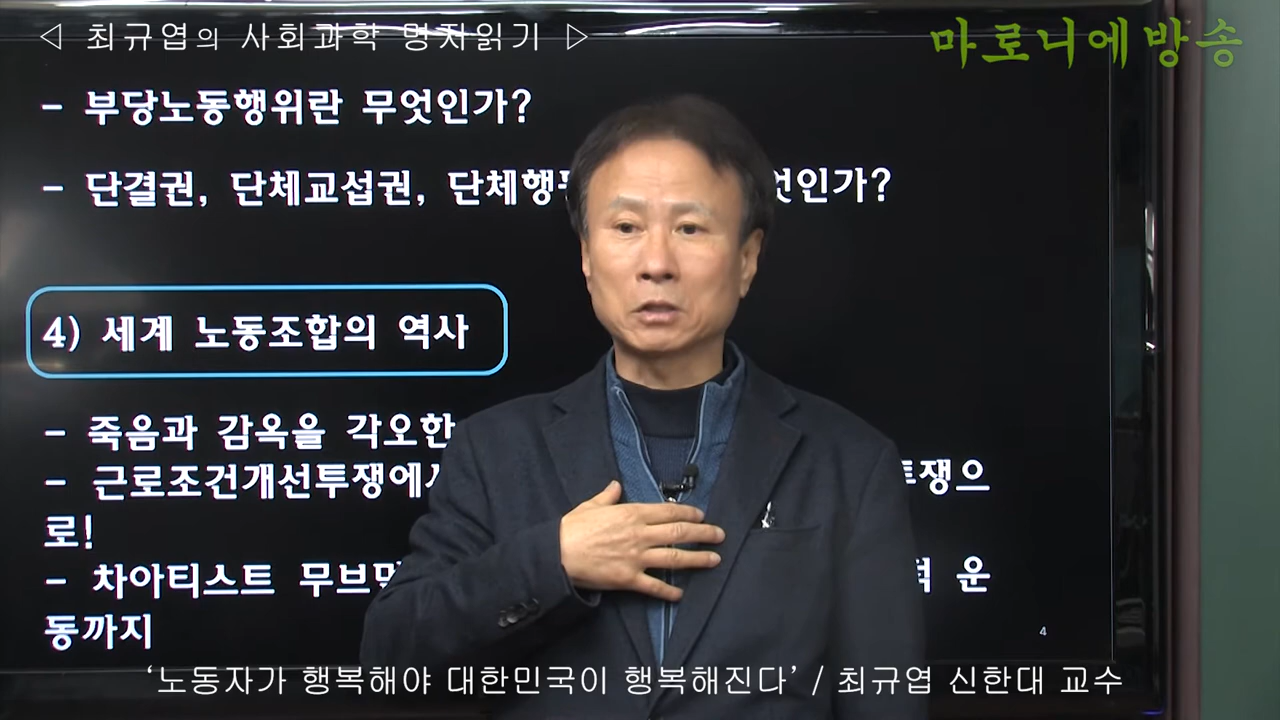 ◁ 최규엽의 사회과학 명저읽기 ▷
마로니에방송
- 부당노동행위란 무엇인가?
- 단결권, 단체교섭권, 단체행 엇인가?
4) 세계 노동조합의 역사
- 죽음과 감옥을 각오한
- 근로조건개선투쟁에서 투쟁으
로!
- 차아티스트 무브먼 혁 운
동까지
4
‘노동자가 행복해야 대한민국이 행복해진다’ / 최규엽 신한대 교수